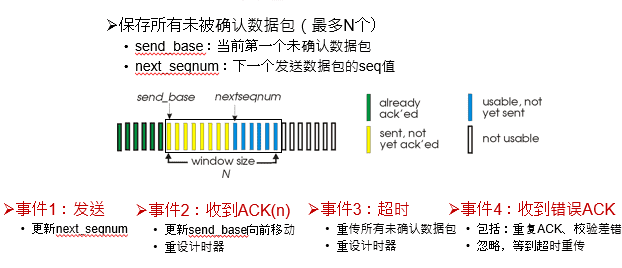 ➢保存所有未被确认数据包（最多N个）
• send_base：当前第一个未确认数据包
• next_seqnum：下一个发送数据包的seq值
send_base
nextseqnum
window size
N
already
ack'ed
sent, not
yet ack'ed
usable, not
yet sent
not usable
➢事件1：发送
• 更新next_seqnum
➢事件2：收到ACK(n)
• 更新send_base向前移动
• 重设计时器
➢事件3：超时
• 重传所有未确认数据包
• 重设计时器
➢事件4：收到错误ACK
• 包括：重复ACK、校验差错
• 忽略，等到超时重传